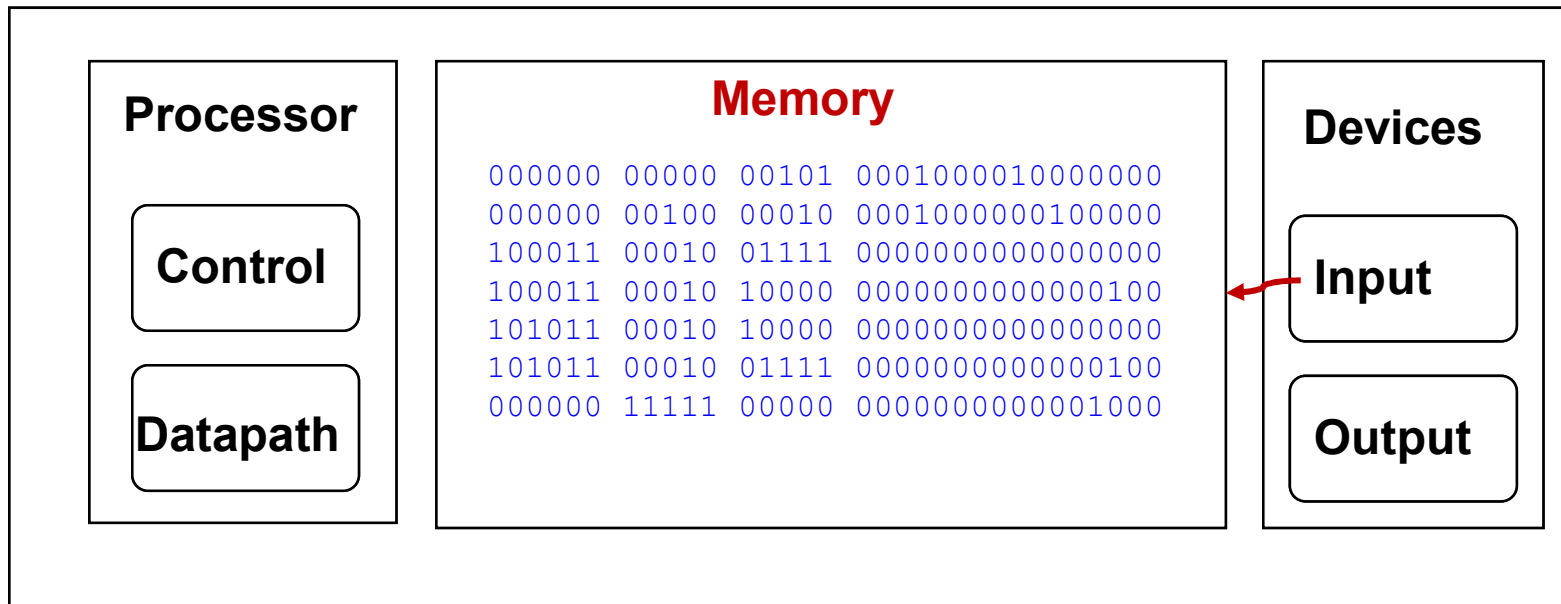 Processor
Control
Datapath
Memory
000000 00000 00101 0001000010000000
000000 00100 00010 0001000000100000
100011 00010 01111 0000000000000000
100011 00010 10000 0000000000000100
101011 00010 10000 0000000000000000
101011 00010 01111 0000000000000100
000000 11111 00000 0000000000001000
Devices
Input
Output